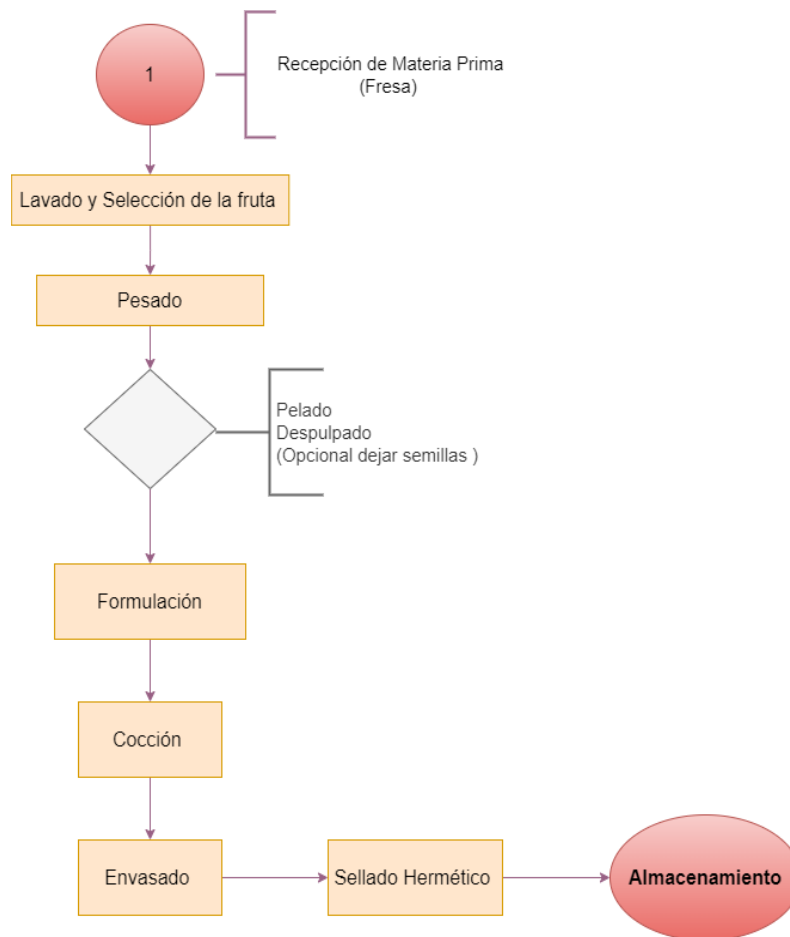 1
Recepción de Materia Prima
(Fresa)
Lavado y Selección de la fruta
Pesado
Pelado
Despulpado
(Opcional dejar semillas )
Formulación
Cocción
Envasado
Sellado Hermético
Almacenamiento